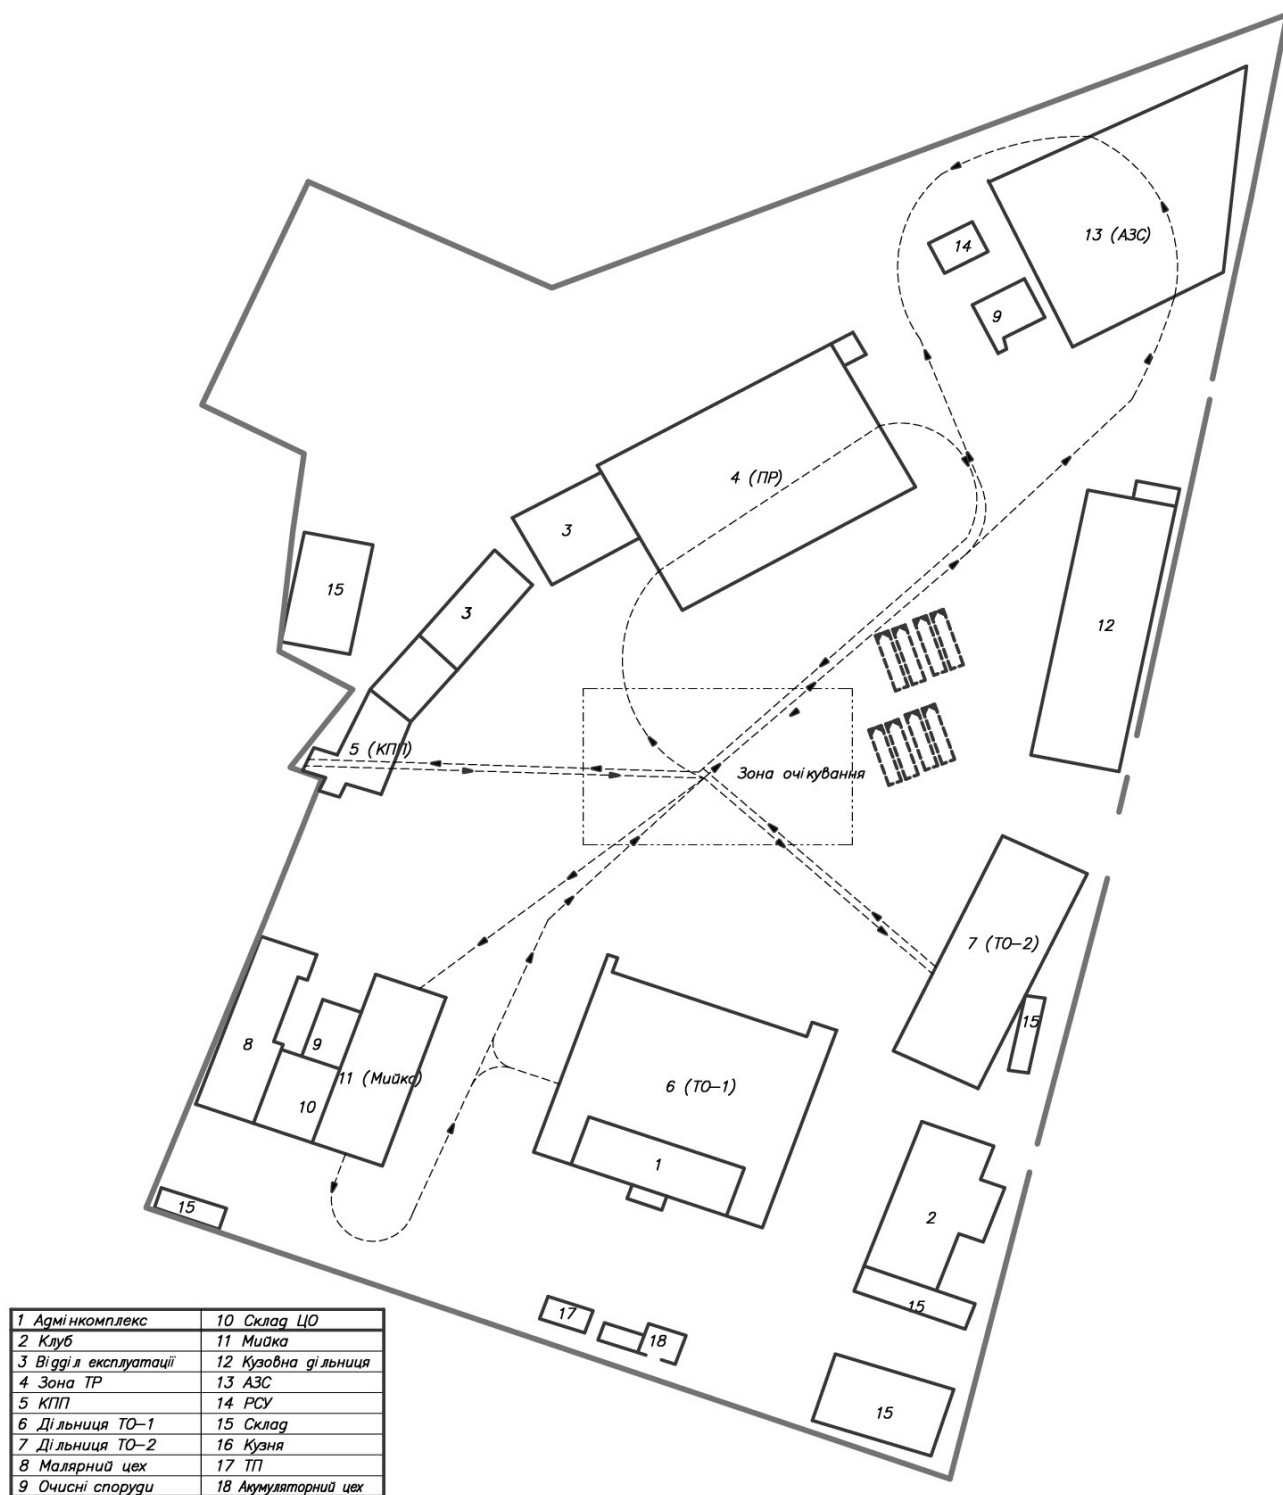 13 (АЗС)
14
9
4 (ПР)
3
15
3
12
5 (КПП)
Зона очікування
7 (ТО-2)
15
8
9
11 (Мийка)
10
6 (ТО-1)
1
15
2
15
17
18
15
1 Адмінкомплекс 10 Склад ЦО
2 Клуб 11 Мийка
3 Відділ експлуатації 12 Кузовна дільниця
4 Зона ТР 13 АЗС
5 КПП 14 РСУ
6 Дільниця ТО-1 15 Склад
7 Дільниця ТО-2 16 Кузня
8 Малярний цех 17 ТП
9 Очисні споруди 18 Акумуляторний цех